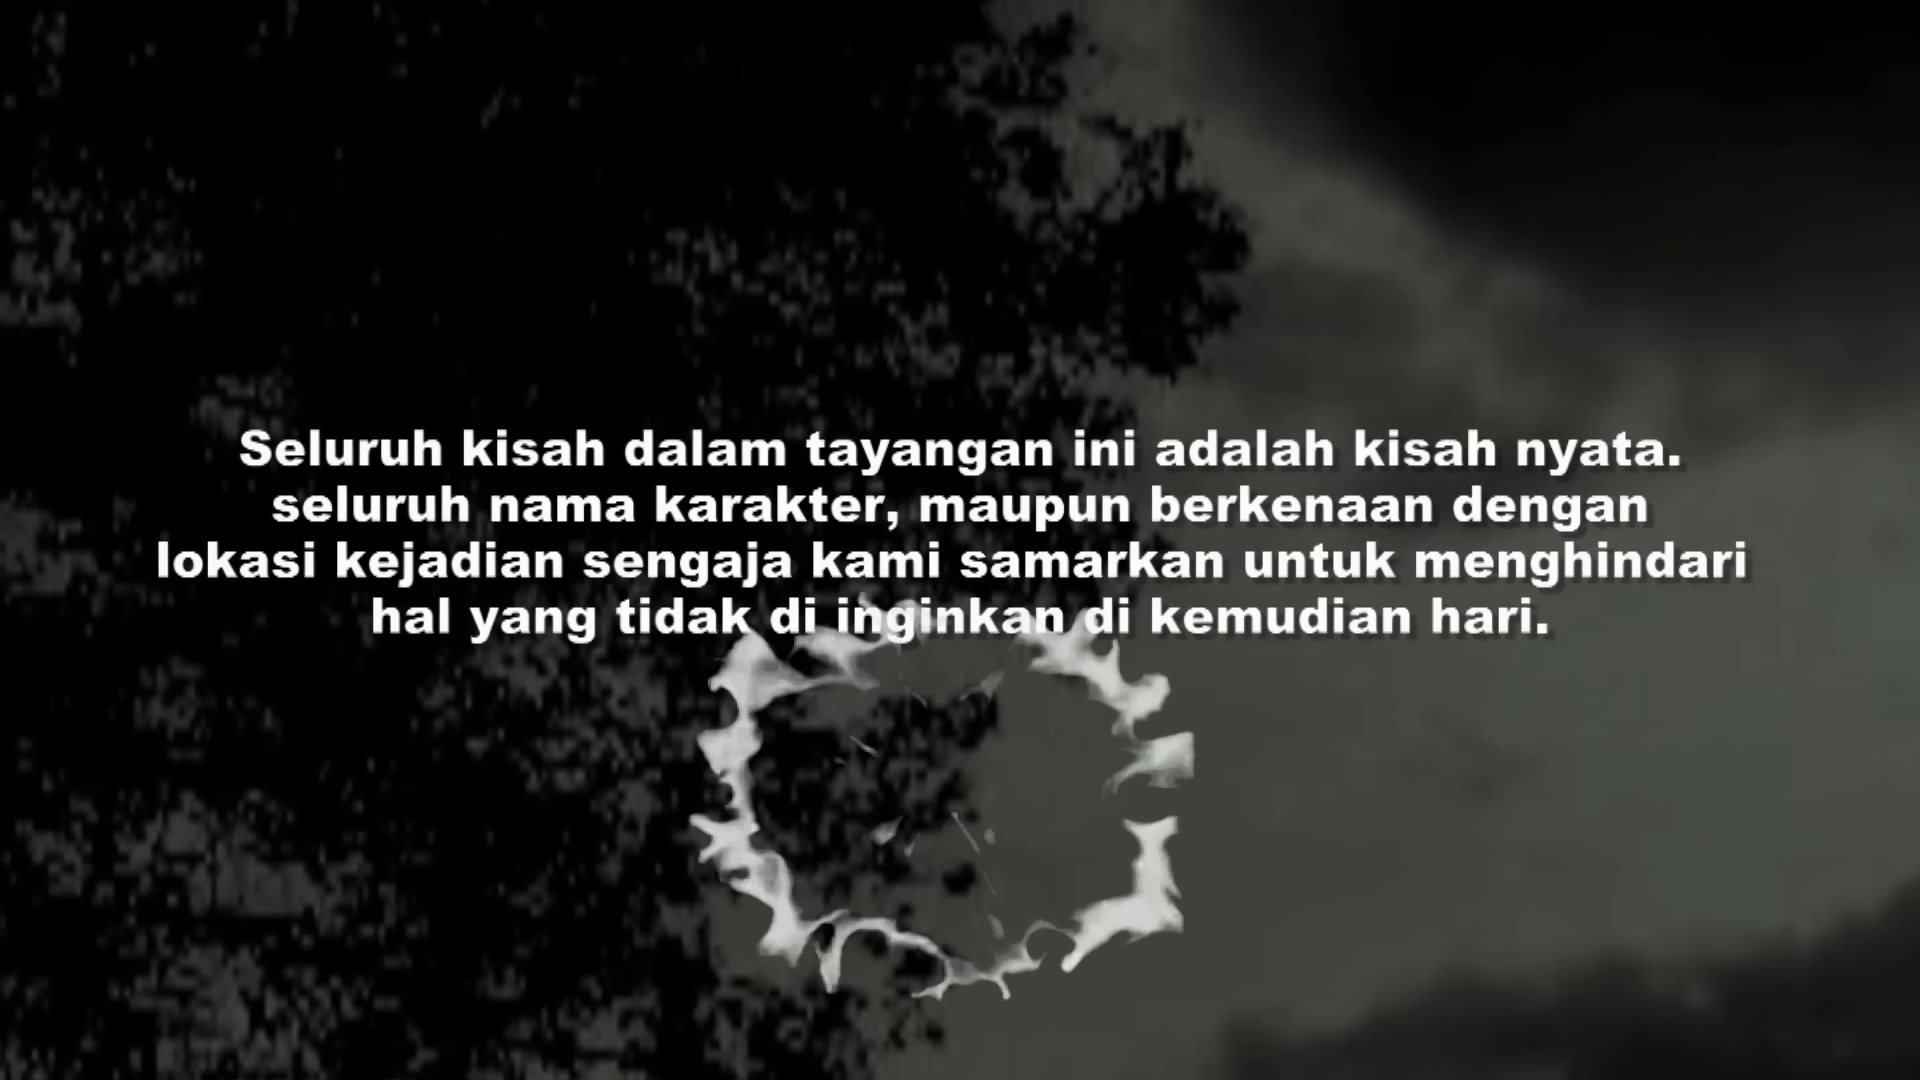 Seluruh kisah dalam tayangan ini adalah kisah nyata.
seluruh nama karakter, maupun berkenaan dengan
lokasi kejadian sengaja kami samarkan untuk menghindari
hal yang tidak di inginkan di kemudian hari.